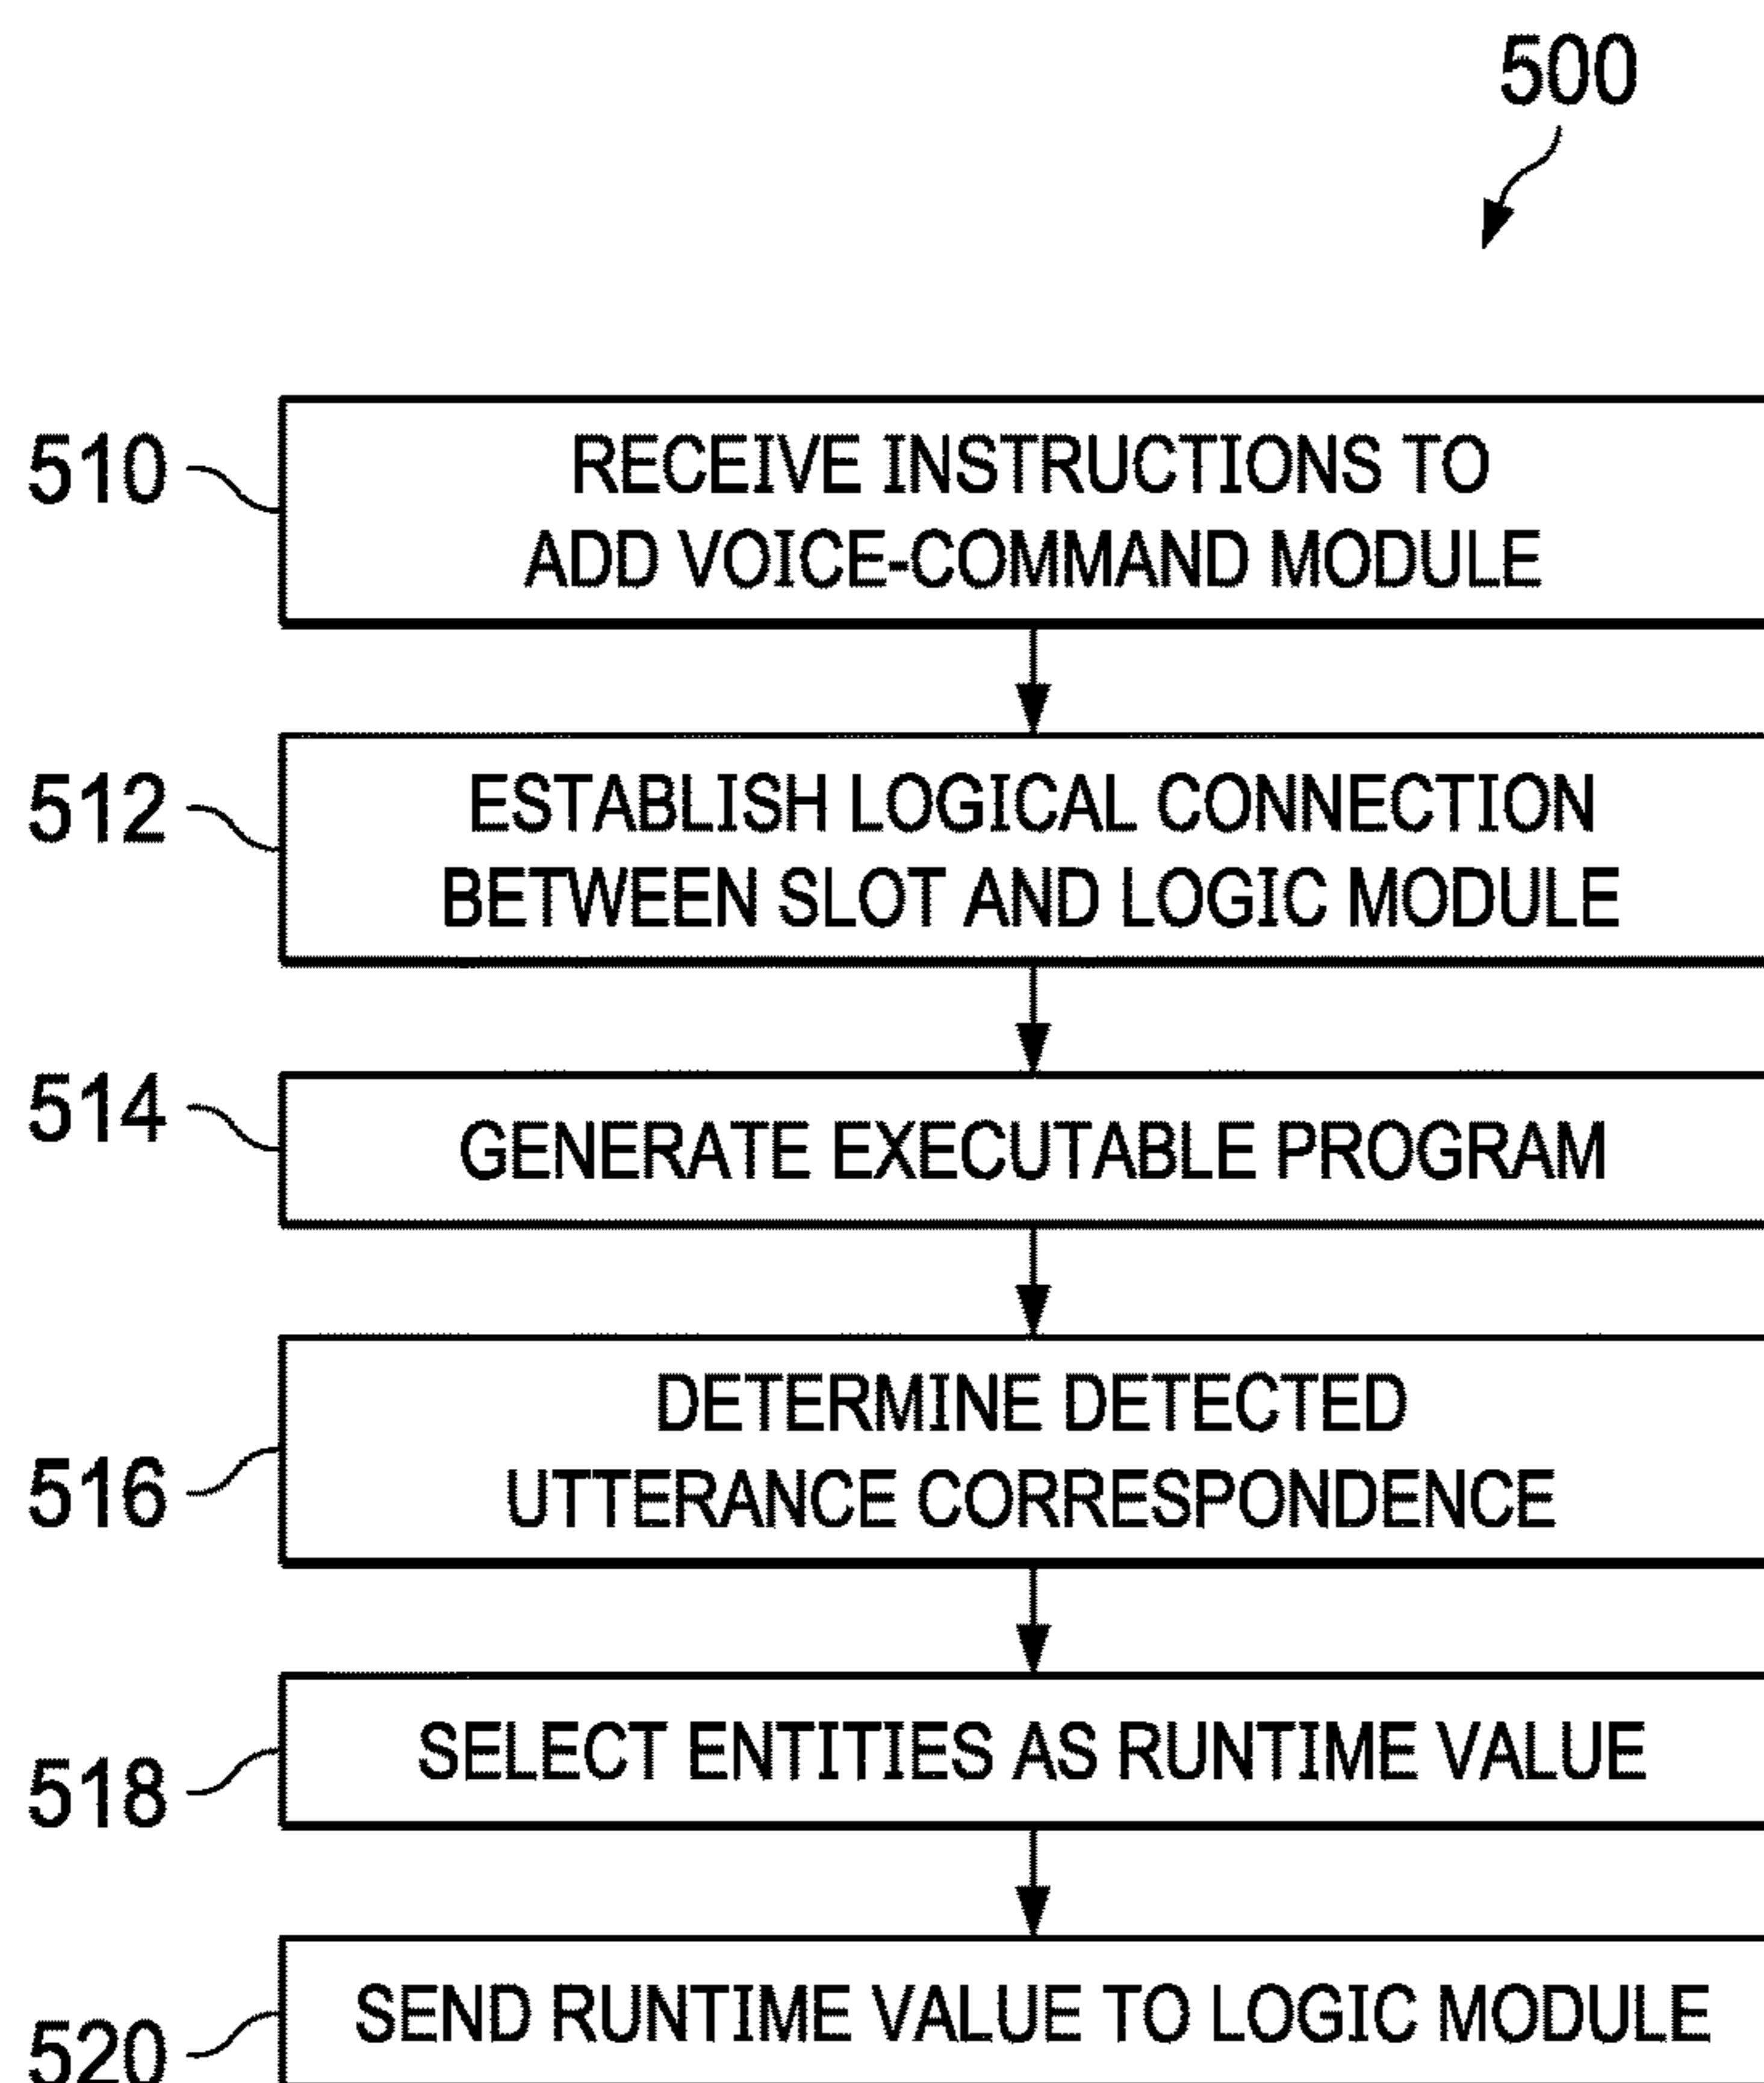 500
510
RECEIVE INSTRUCTIONS TO
ADD VOICE-COMMAND MODULE
512
ESTABLISH LOGICAL CONNECTION
BETWEEN SLOT AND LOGIC MODULE
514
GENERATE EXECUTABLE PROGRAM
516
DETERMINE DETECTED
UTTERANCE CORRESPONDENCE
518
SELECT ENTITIES AS RUNTIME VALUE
520
SEND RUNTIME VALUE TO LOGIC MODULE